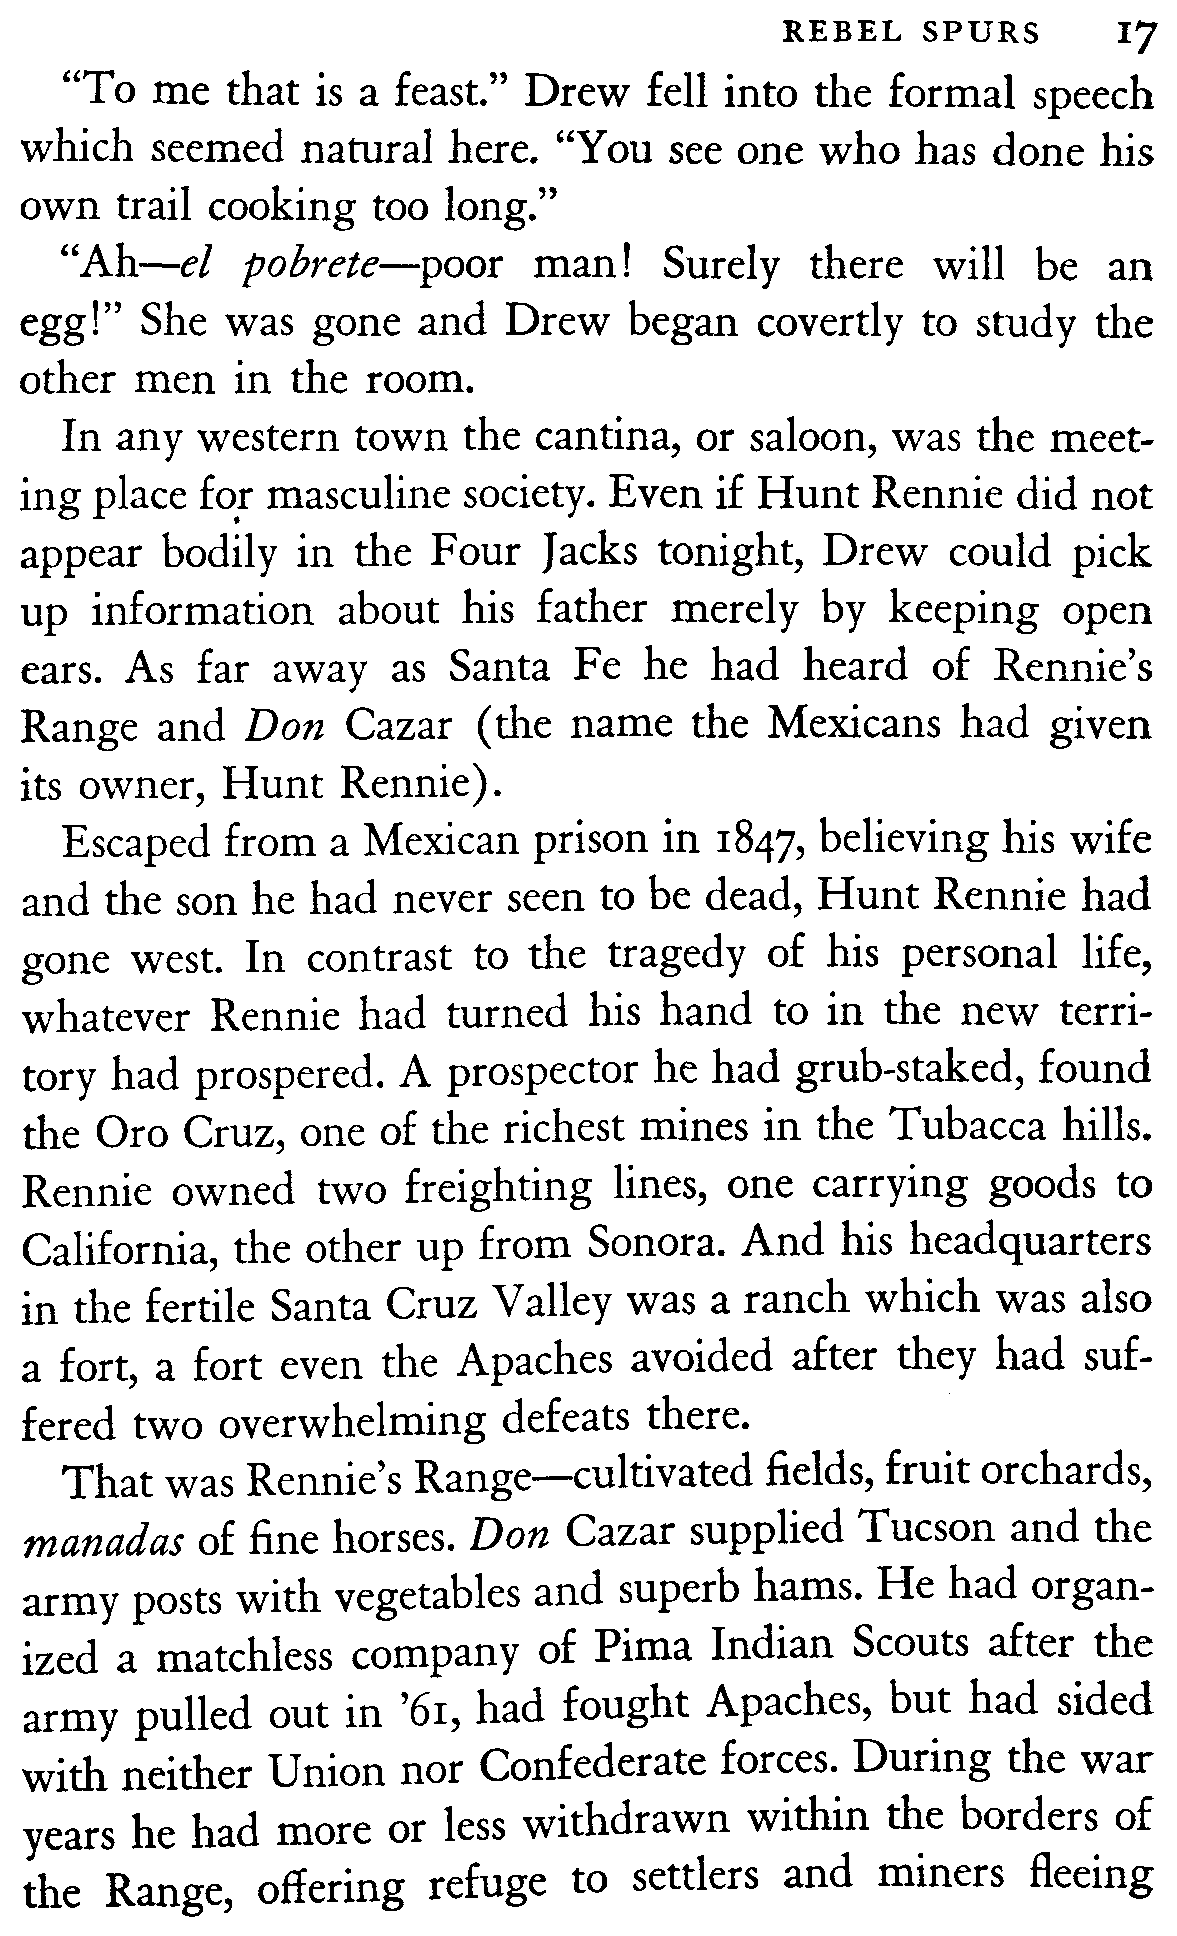 REBEL SPURS 17
“To me that is a feast.” Drew fell into the formal speech
which seemed natural here. “You see one who has done his
own trail cooking too long.”
“Ah—el pobrete—poor man! Surely there will be an
egg!” She was gone and Drew began covertly to study the
other men in the room.
In any western town the cantina, or saloon, was the meet-
ing place for masculine society. Even if Hunt Rennie did not
appear bodily in the Four Jacks tonight, Drew could pick
up information about his father merely by keeping open
ears. As far away as Santa Fe he had heard of Rennie’s
Range and Don Cazar (the name the Mexicans had given
its owner, Hunt Rennie).
Escaped from a Mexican prison in 1847, believing his wife
and the son he had never seen to be dead, Hunt Rennie had
gone west. In contrast to the tragedy of his personal life,
whatever Rennie had turned his hand to in the new terri-
tory had prospered. A prospector he had grub-staked, found
the Oro Cruz, one of the richest mines in the Tubacca hills.
Rennie owned two freighting lines, one carrying goods to
California, the other up from Sonora. And his headquarters
in the fertile Santa Cruz Valley was a ranch which was also
a fort, a fort even the Apaches avoided after they had suf-
fered two overwhelming defeats there.
That was Rennie’s Range—cultivated fields, fruit orchards,
manadas of fine horses. Don Cazar supplied Tucson and the
army posts with vegetables and superb hams. He had organ-
ized a matchless company of Pima Indian Scouts after the
army pulled out in ’61, had fought Apaches, but had sided
with neither Union nor Confederate forces. During the war
years he had more or less withdrawn within the borders of
the Range, offering refuge to settlers and miners fleeing